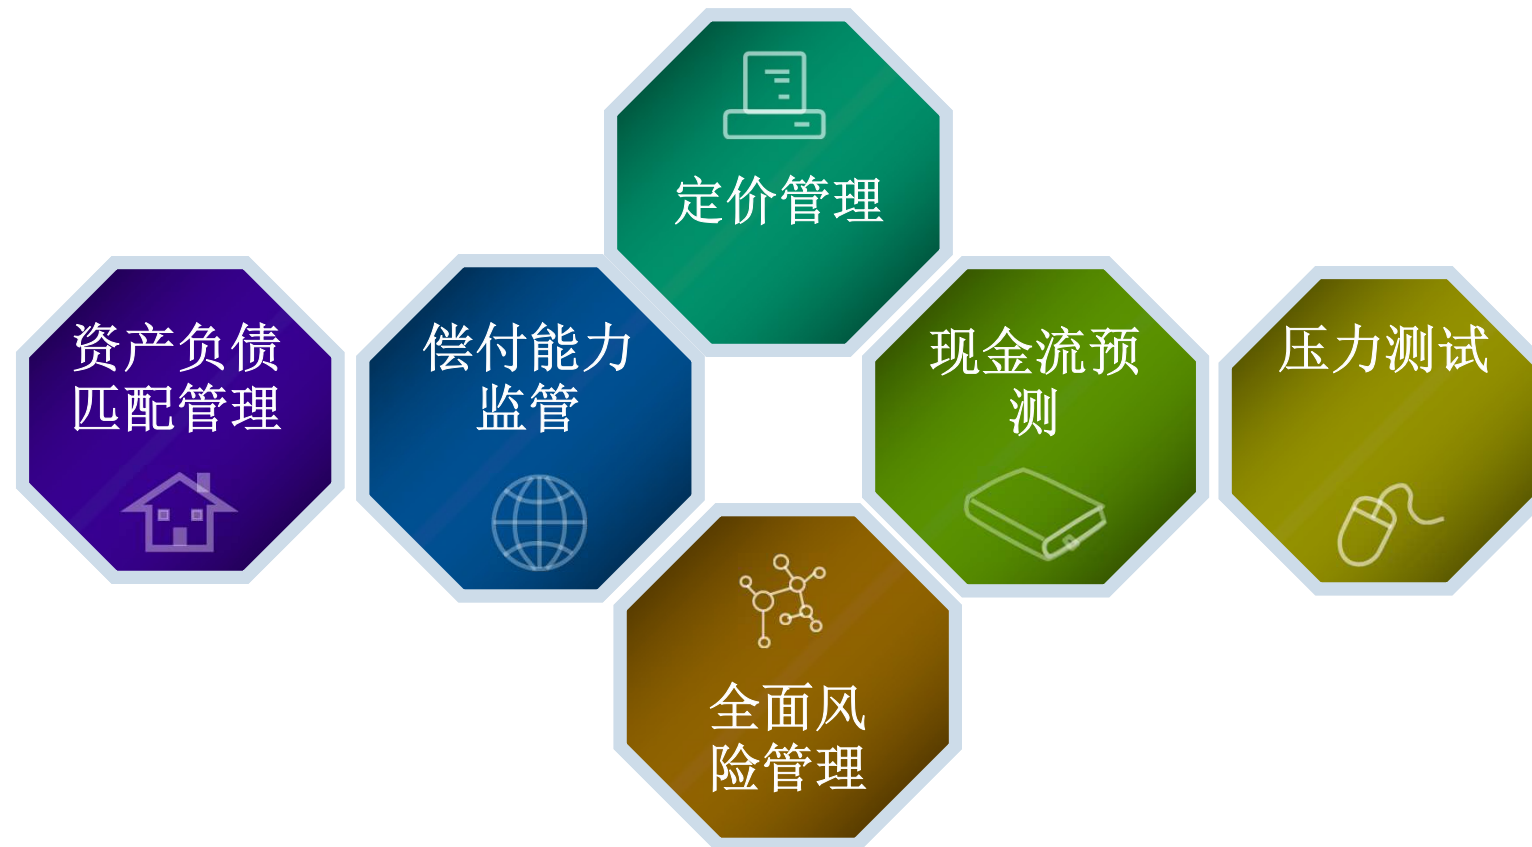 定价管理
资产负债
匹配管理
偿付能力
监管
现金流预
测
压力测试
全面风
险管理